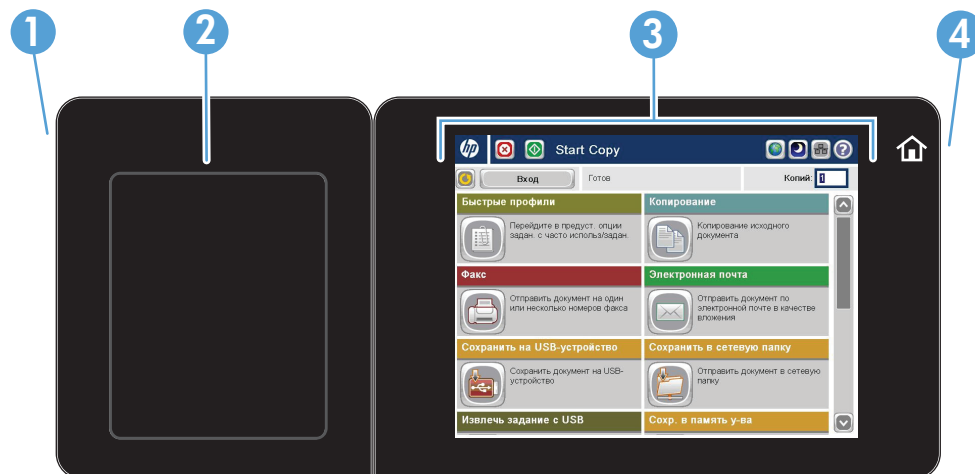 1
2
3
4
hp
Start Copy
?
Вход
Готов
Копий: 1
Быстрые профили
Копирование
Перейдите в предуст. опции
задан. с часто использ/задан.
Копирование исходного
документа
Факс
Электронная почта
Отправить документ на один
или несколько номеров факса
Отправить документ по
электронной почте в качестве
вложения
Сохранить на USB-устройство
Сохранить в сетевую папку
Сохранить документ на USB-
устройство
Отправить документ в сетевую
папку
Извлечь задание с USB
Сохр. в память у-ва